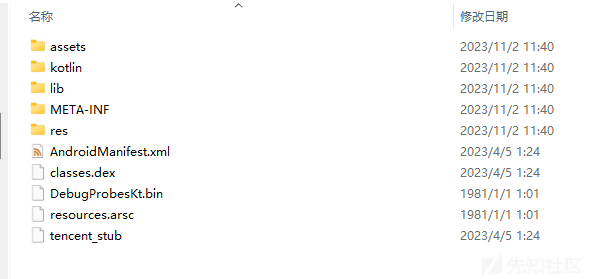 名称 修改日期
assets 2023/11/2 11:40
kotlin 2023/11/2 11:40
lib 2023/11/2 11:40
META-INF 2023/11/2 11:40
res 2023/11/2 11:40
AndroidManifest.xml 2023/4/5 1:24
classes.dex 2023/4/5 1:24
DebugProbesKt.bin 1981/1/1 1:01
resources.arsc 1981/1/1 1:01
tencent_stub 2023/4/5 1:24
先知社区